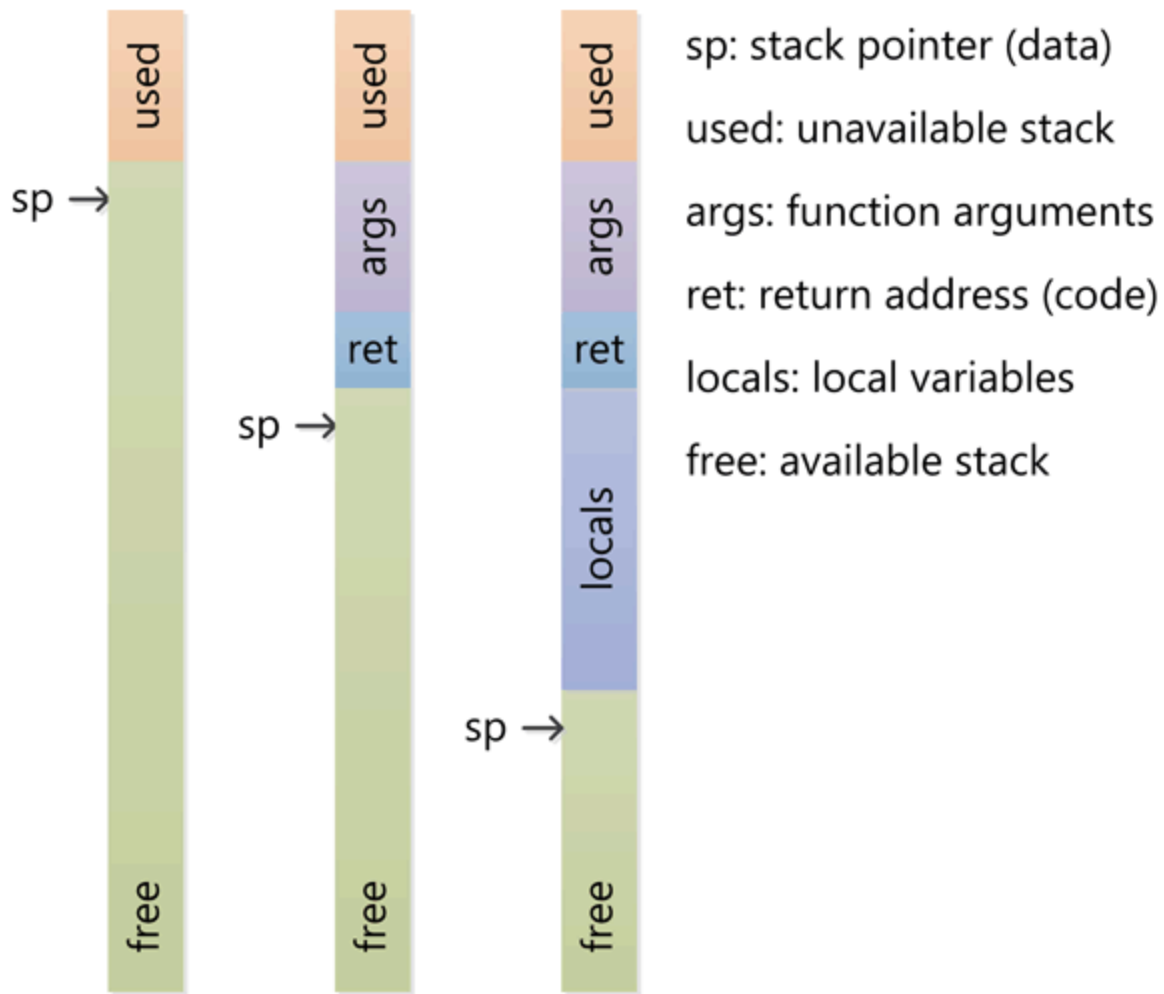 used
sp →
free
used
args
ret
sp →
free
used
args
ret
locals
sp →
free
sp: stack pointer (data)
used: unavailable stack
args: function arguments
ret: return address (code)
locals: local variables
free: available stack